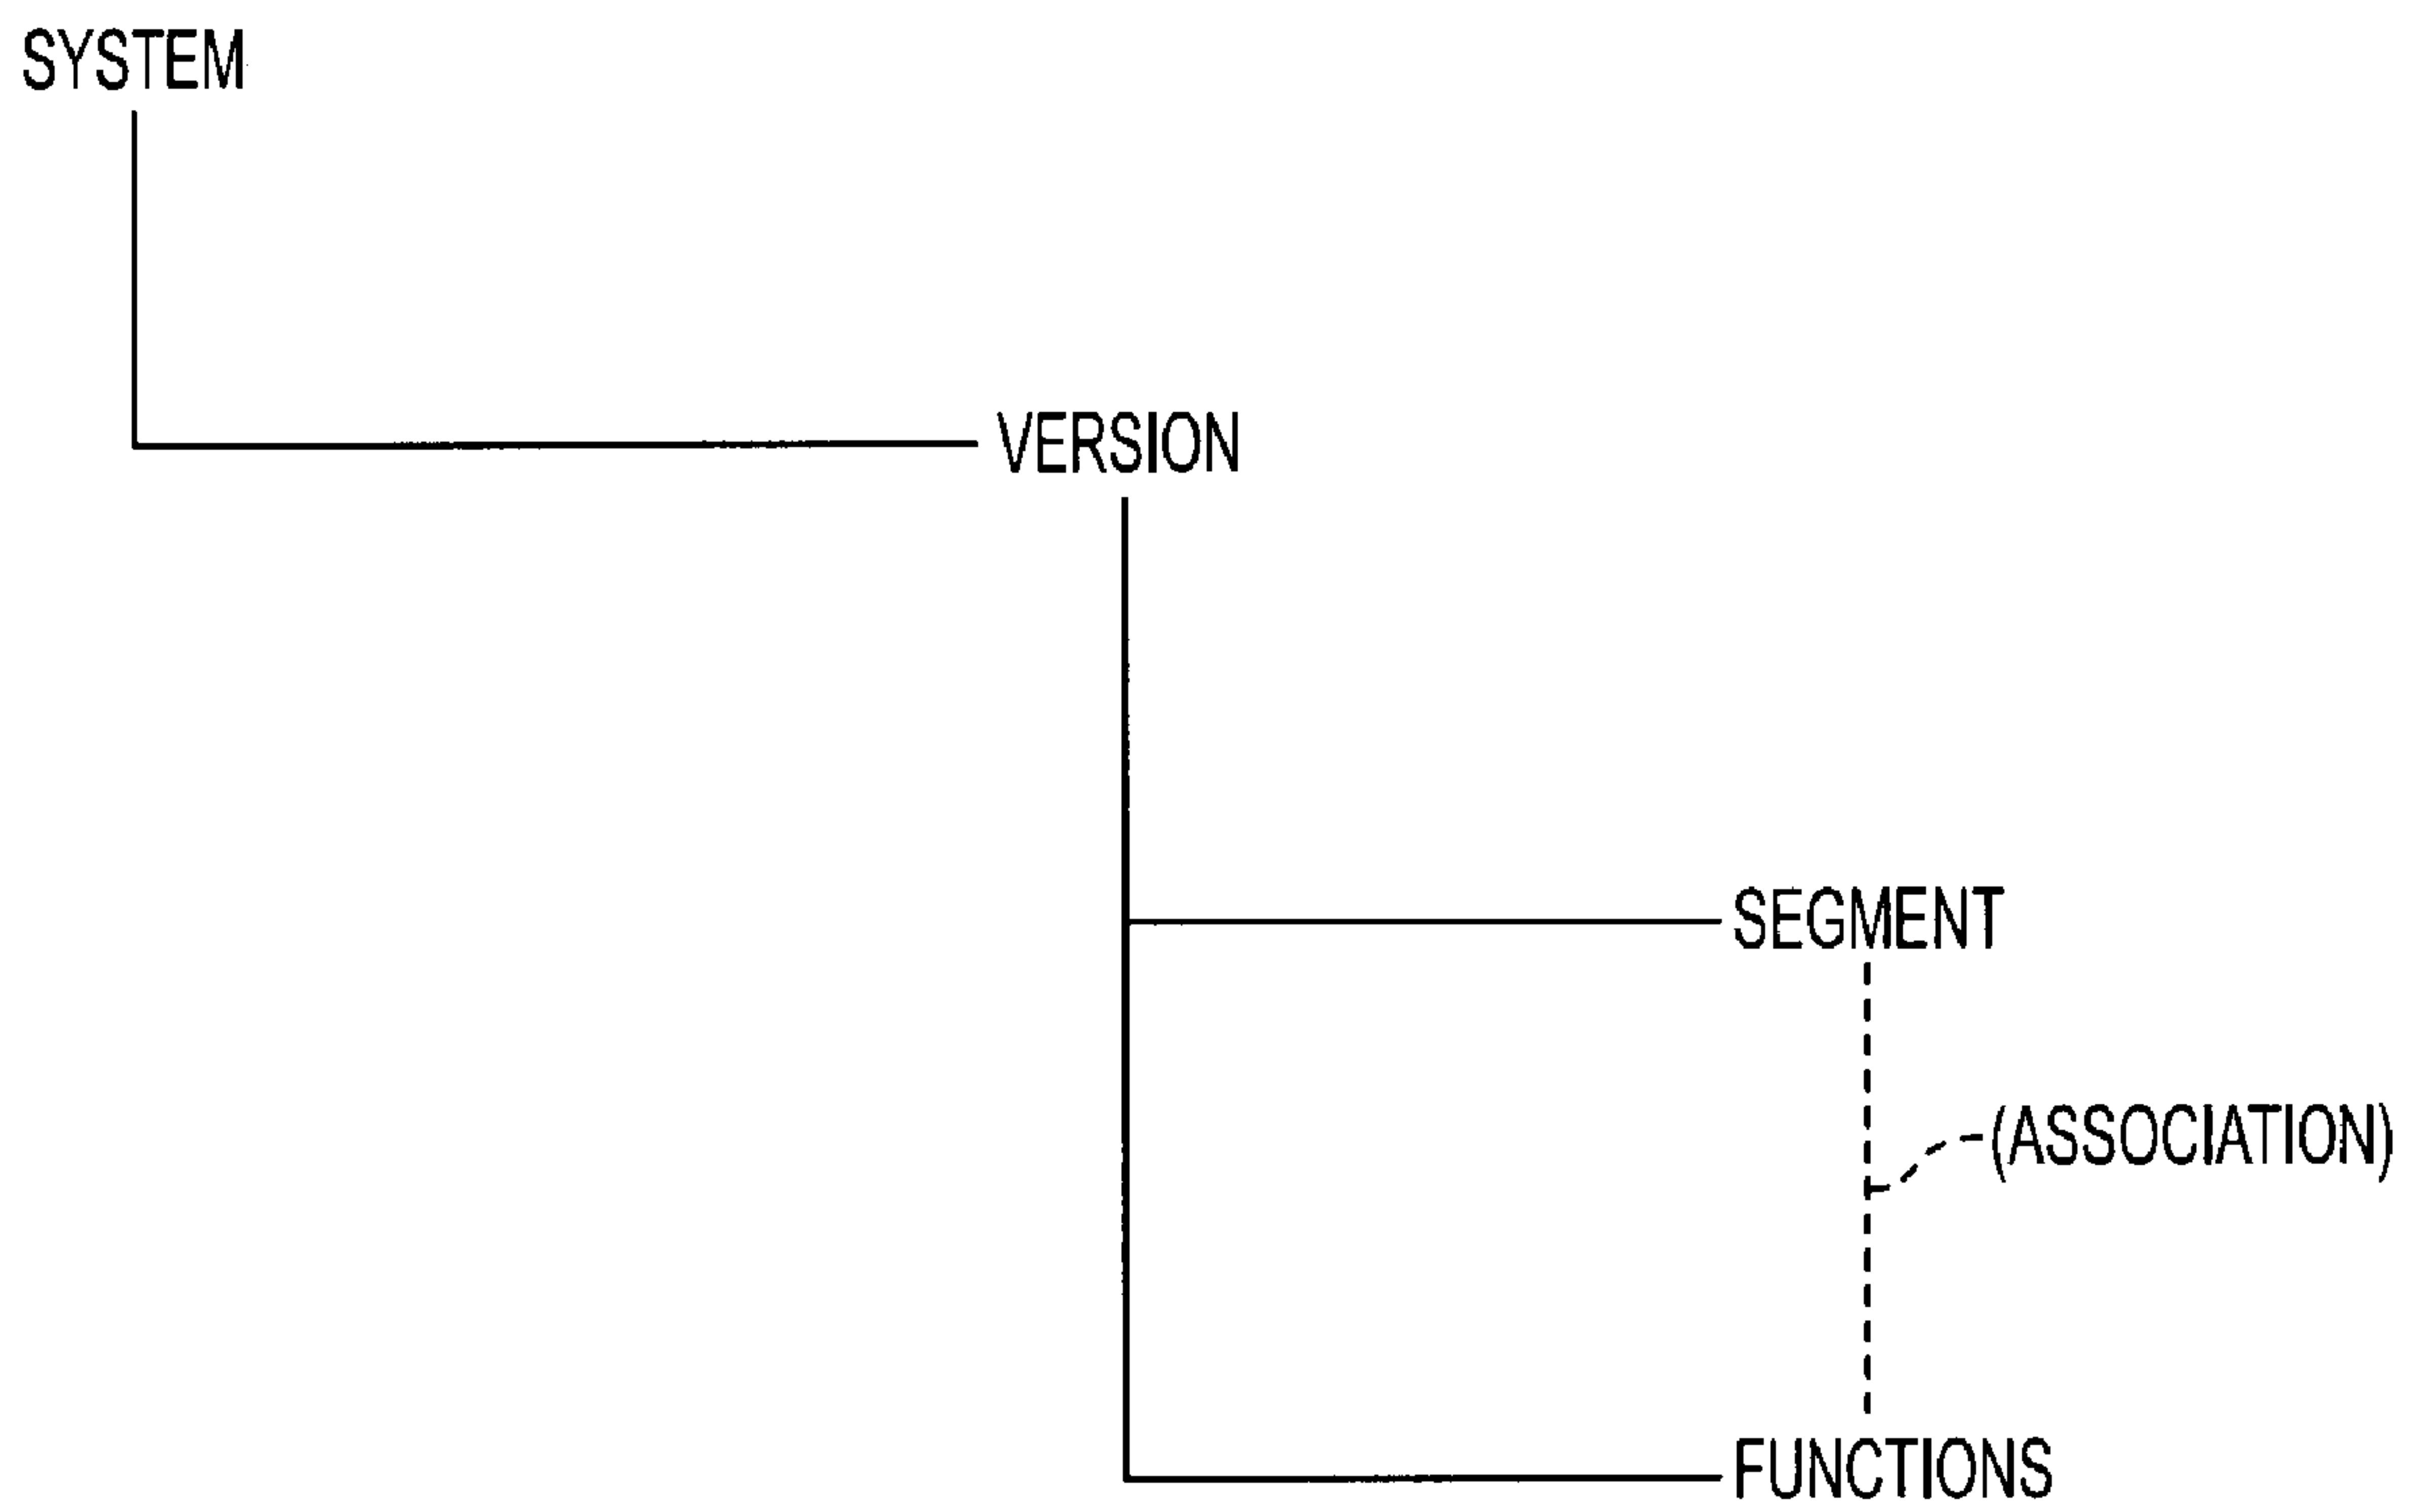 SYSTEM
VERSION
SEGMENT
(ASSOCIATION)
FUNCTIONS